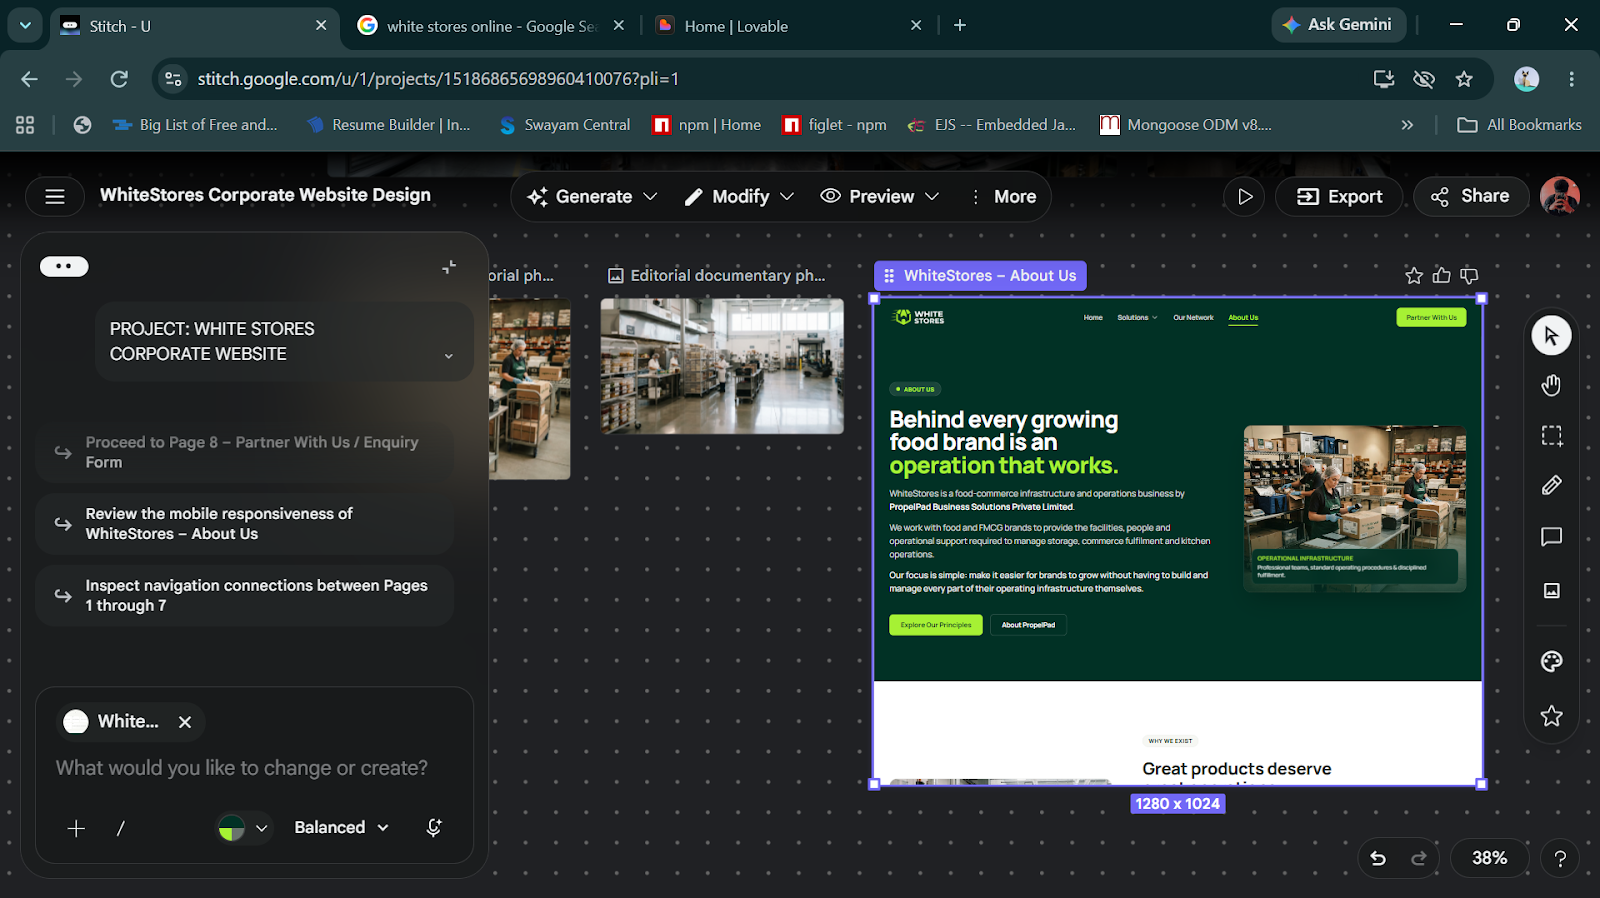 Stitch - U
white stores online - Google Sea
Home | Lovable
Ask Gemini
stitch.google.com/u/1/projects/15186865698960410076?pli=1
Big List of Free and...
Resume Builder | In...
Swayam Central
npm | Home
figlet - npm
EJS -- Embedded Ja...
Mongoose ODM v8....
All Bookmarks
WhiteStores Corporate Website Design
Generate
Modify
Preview
More
Export
Share
PROJECT: WHITE STORES
CORPORATE WEBSITE
Proceed to Page 8 – Partner With Us / Enquiry
Form
Review the mobile responsiveness of
WhiteStores – About Us
Inspect navigation connections between Pages
1 through 7
White...
What would you like to change or create?
/
Balanced
orial ph...
Editorial documentary ph...
WhiteStores – About Us
WHITE
STORES
Home
Solutions
Our Network
About Us
Partner With Us
ABOUT US
Behind every growing
food brand is an
operation that works.
WhiteStores is a food-commerce infrastructure and operations business by
PropelPad Business Solutions Private Limited.
We work with food and FMCG brands to provide the facilities, people and
operational support required to manage storage, commerce fulfilment and kitchen
operations.
Our focus is simple: make it easier for brands to grow without having to build and
manage every part of their operating infrastructure themselves.
Explore Our Principles
About PropelPad
OPERATIONAL INFRASTRUCTURE
Professional teams, standard operating procedures & disciplined
fulfilment.
WHY WE EXIST
Great products deserve
1280 x 1024
38%
?